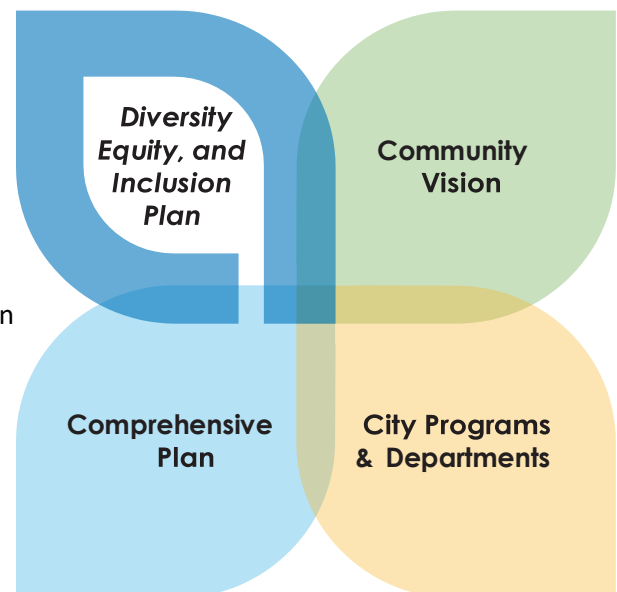 Diversity
Equity, and
Inclusion
Plan
Community
Vision
n
Comprehensive
Plan
City Programs
& Departments